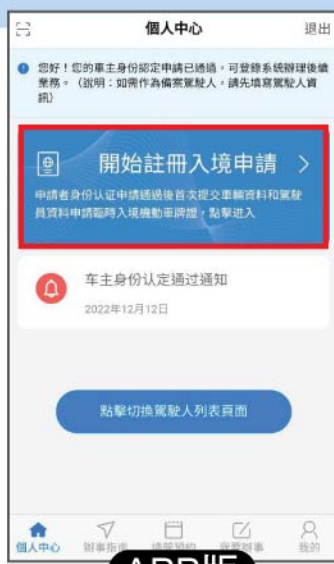 個人中心
退出
您好！您的車主身份認定申請已通過，可登錄系統辦理後續
業務。（說明：如需作為備案駕駛人，請先填寫駕駛人資
訊）
開始註冊入境申請
申請者身份认证申請通過後首次提交車輛資料和駕駛
員資料申請臨時入境機動車牌證，點擊进入
车主身份认定通过通知
2022年12月12日
點擊切換駕駛人列表頁面
個人中心
辦事指南
我的